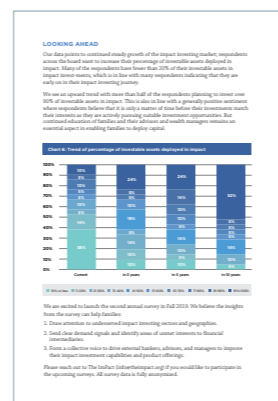 LOOKING AHEAD
Our data points to continued steady growth of the impact investing market; respondents
across the board want to increase their percentage of investable assets deployed in
impact. Many of the respondents have fewer than 20% of their investable assets in
impact investments, which is in line with many respondents indicating that they are
early on in their impact investing journey.
We see an upward trend with more than half of the respondents planning to invest over
90% of investable assets in impact. This is also in line with a generally positive sentiment
where respondents believe that it is only a matter of time before their investments match
their interests as they are actively pursuing suitable investment opportunities. But
continued education of families and their advisors and wealth managers remains an
essential aspect in enabling families to deploy capital.
Chart 6: Trend of percentage of investable assets deployed in impact
100%
90%
80%
70%
60%
50%
40%
30%
20%
10%
0%
Current
In 3 years
In 5 years
In 10 years
We are excited to launch the second annual survey in Fall 2019. We believe the insights
from the survey can help families:
1. Draw attention to underserved impact investing sectors and geographies.
2. Send clear demand signals and identify areas of unmet interests to financial
intermediaries.
3. Form a collective voice to drive external bankers, advisors, and managers to improve
their impact investment capabilities and product offerings.
Please reach out to The ImPact (info@theimpact.org) if you would like to participate in
the upcoming surveys. All survey data is fully anonymized.